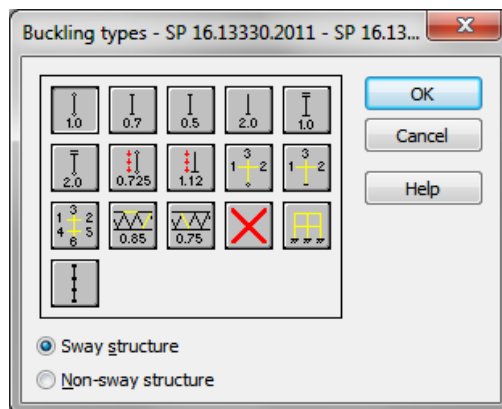 Buckling types - SP 16.13330.2011 - SP 16.13...
OK
Cancel
Help
1.0 0.7 0.5 2.0 1.0
2.0 0.725 1.12 1 3 2 1 3 2
1 3 2 4 6 5 0.85 0.75
Sway structure
Non-sway structure